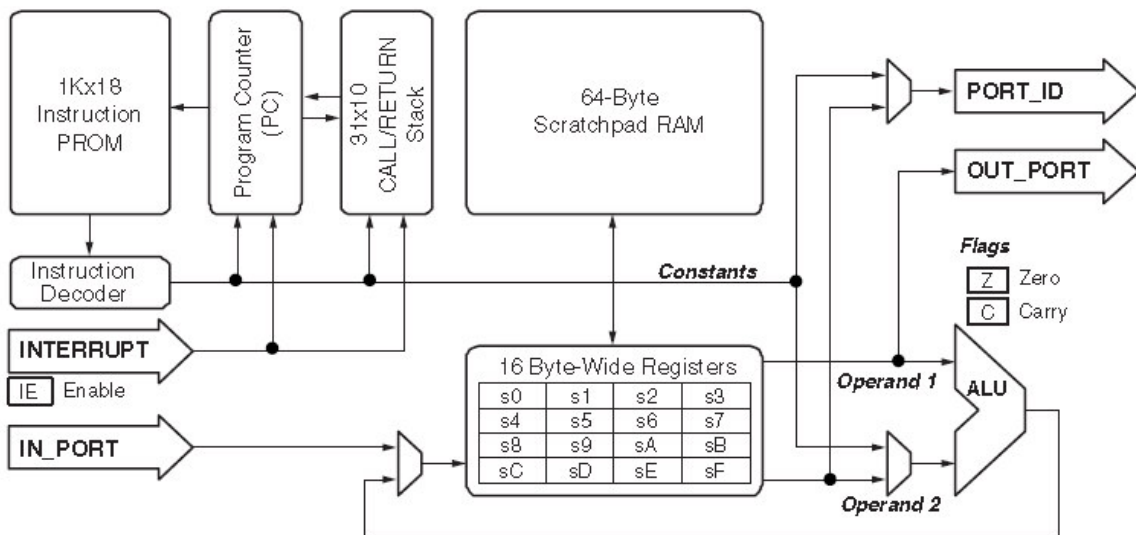 1Kx18
Instruction
PROM
Program Counter
(PC)
31x10
CALL/RETURN
Stack
64-Byte
Scratchpad RAM
PORT_ID
OUT_PORT
Instruction
Decoder
Constants
Flags
Z Zero
C Carry
INTERRUPT
IE Enable
IN_PORT
16 Byte-Wide Registers
s0 s1 s2 s3
s4 s5 s6 s7
s8 s9 sA sB
sC sD sE sF
Operand 1
ALU
Operand 2